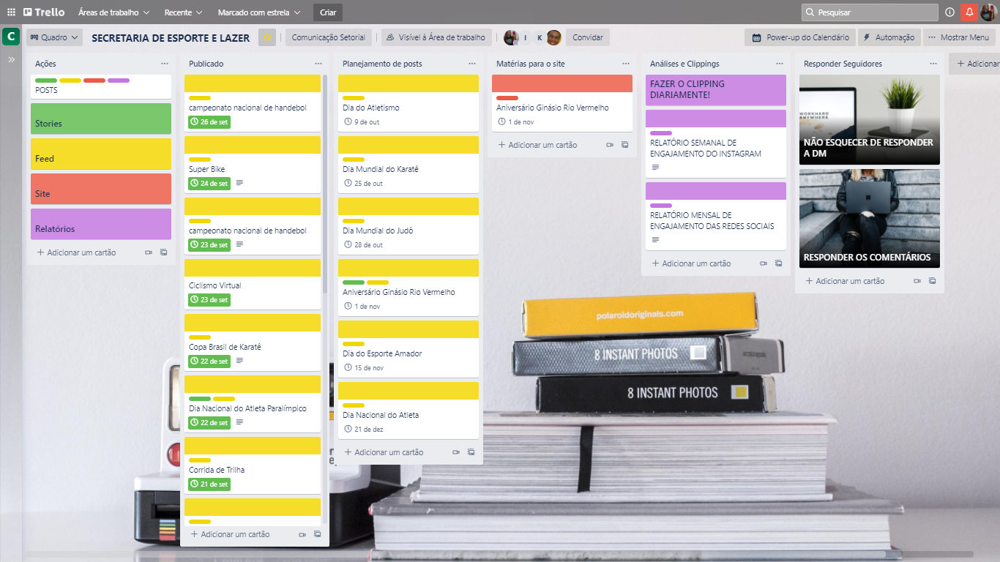 Trello
Áreas de trabalho
Recente
Marcado com estrela
Criar
Pesquisar
C
Quadro
SECRETARIA DE ESPORTE E LAZER
Comunicação Setorial
Visível à Área de trabalho
I
K
Convidar
Power-up do Calendário
Automação
Mostrar Menu
Ações
POSTS
Stories
Feed
Site
Relatórios
Adicionar um cartão
Publicado
campeonato nacional de handebol
26 de set
Super Bike
24 de set
campeonato nacional de handebol
23 de set
Ciclismo Virtual
23 de set
Copa Brasil de Karatê
22 de set
Dia Nacional do Atleta Paralímpico
22 de set
Corrida de Trilha
21 de set
Adicionar um cartão
Planejamento de posts
Dia do Atletismo
9 de out
Dia Mundial do Karatê
25 de out
Dia Mundial do Judô
28 de out
Aniversário Ginásio Rio Vermelho
1 de nov
Dia do Esporte Amador
15 de nov
Dia Nacional do Atleta
21 de dez
Adicionar um cartão
Matérias para o site
Aniversário Ginásio Rio Vermelho
1 de nov
Adicionar um cartão
Análises e Clippings
FAZER O CLIPPING
DIARIAMENTE!
RELATÓRIO SEMANAL DE
ENGAJAMENTO DO INSTAGRAM
RELATÓRIO MENSAL DE
ENGAJAMENTO DAS REDES SOCIAIS
Adicionar um cartão
Responder Seguidores
WORKHARD
ANYWHERE
NÃO ESQUECER DE RESPONDER
A DM
RESPONDER OS COMENTÁRIOS
Adicionar um cartão
Adicionar
polaroidoriginals.com
8 INSTANT PHOTOS
8 INSTANT PHOTOS